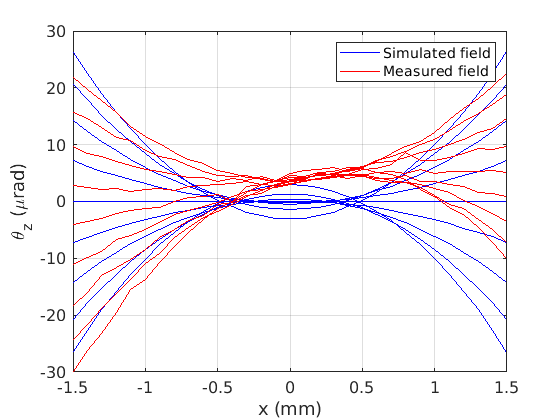 30
20
10
0
-10
-20
-30
-1.5 -1 -0.5 0 0.5 1 1.5
x (mm)
θz (μrad)
Simulated field
Measured field